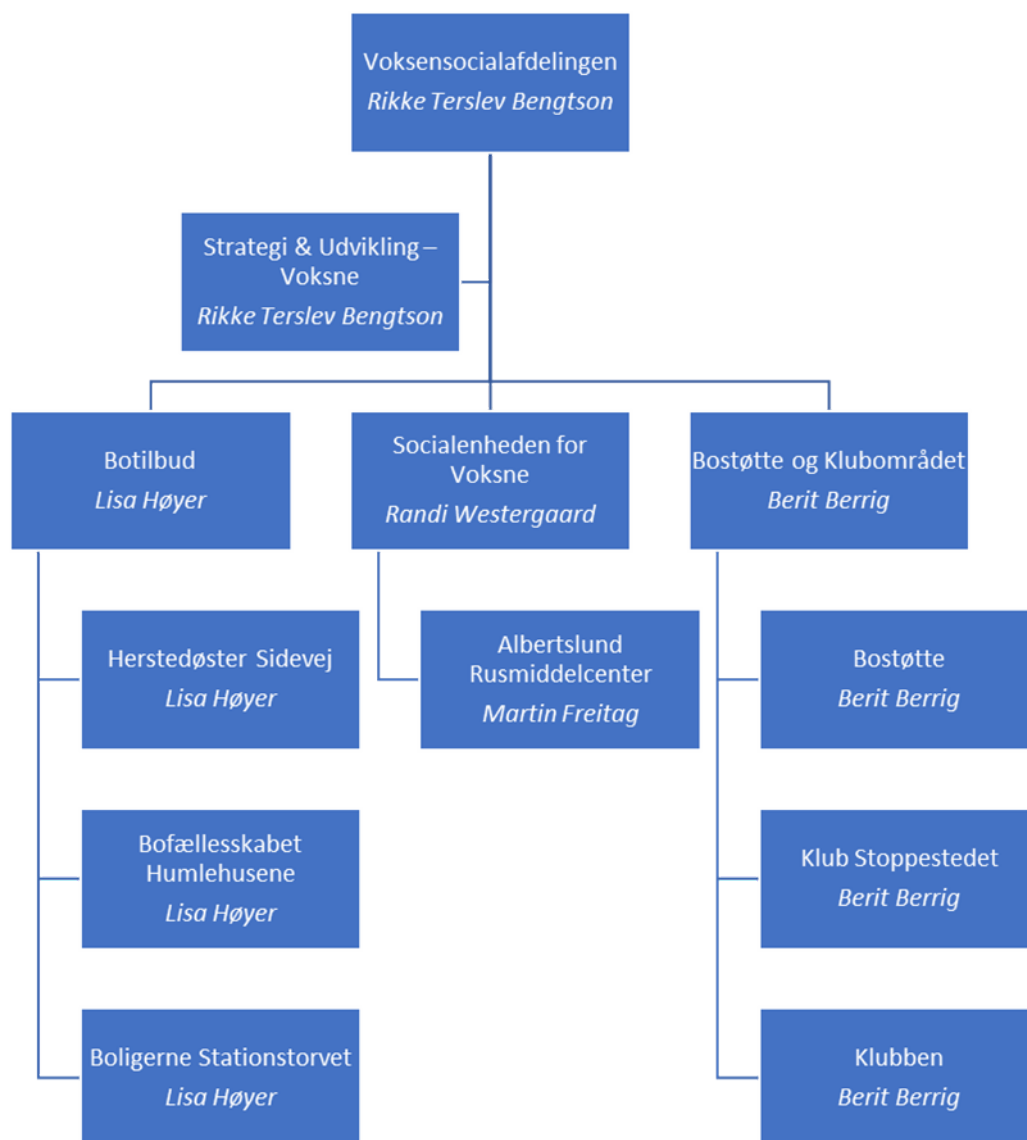 Voksensocialafdelingen
Rikke Terslev Bengtson
Strategi & Udvikling –
Voksne
Rikke Terslev Bengtson
Botilbud
Lisa Høyer
Socialenheden for
Voksne
Randi Westergaard
Bostøtte og Klubområdet
Berit Berrig
Herstedøster Sidevej
Lisa Høyer
Albertslund
Rusmiddelcenter
Martin Freitag
Bostøtte
Berit Berrig
Bofællesskabet
Humlehusene
Lisa Høyer
Klub Stoppestedet
Berit Berrig
Boligerne Stationstorvet
Lisa Høyer
Klubben
Berit Berrig